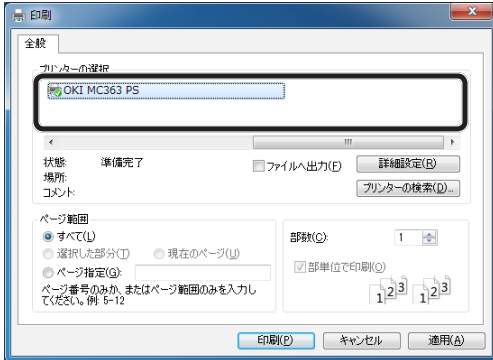 印刷
全般
プリンターの選択
OKI MC363 PS
状態: 準備完了
場所:
コメント:
ファイルへ出力(F)
詳細設定(R)
プリンターの検索(D)...
ページ範囲
すべて(L)
選択した部分(T) 現在のページ(U)
ページ指定(G):
ページ番号のみか、またはページ範囲のみを入力し
てください。例: 5-12
部数(C): 1
部単位で印刷(O)
1 2 3 1 2 3
印刷(P) キャンセル 適用(A)